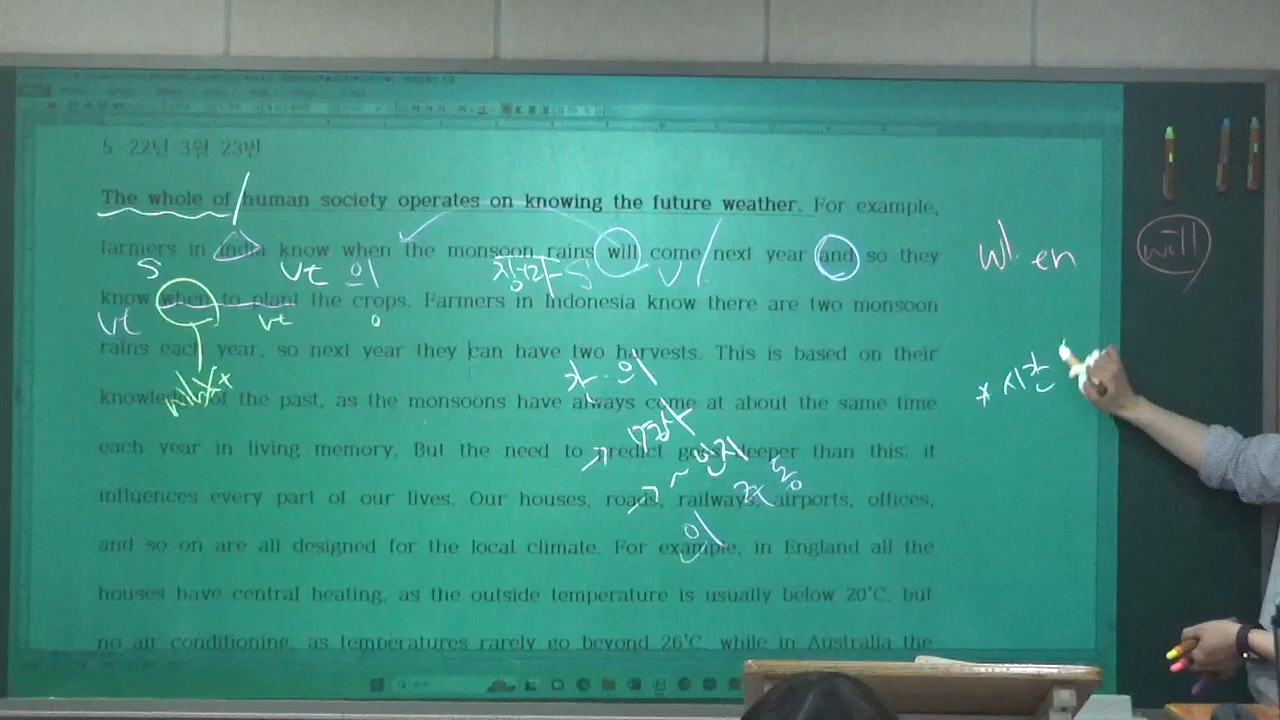 5 22년 3월 23번
The whole of human society operates on knowing the future weather. For example,
farmers in India know when the monsoon rains will come next year and so they
know when to plant the crops. Farmers in Indonesia know there are two monsoon
rains each year, so next year they can have two harvests. This is based on their
knowledge of the past, as the monsoons have always come at about the same time
each year in living memory. But the need to predict goes deeper than this; it
influences every part of our lives. Our houses, roads, railways, airports, offices,
and so on are all designed for the local climate. For example, in England all the
houses have central heating, as the outside temperature is usually below 20°C, but
no air conditioning, as temperatures rarely go beyond 26°C, while in Australia the
S
Vt
S
V
Vt
Vt
o
when
will
* 시간